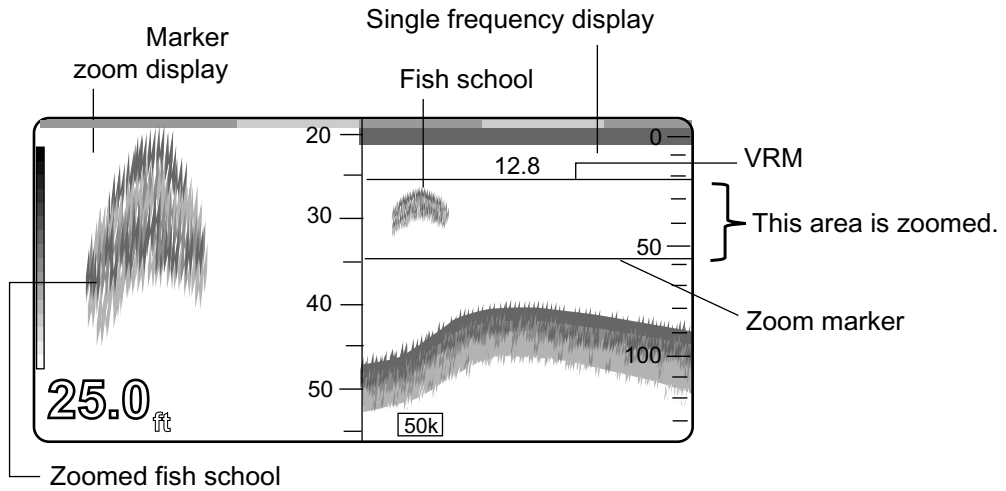 Single frequency display
Marker
zoom display
Fish school
20
0
12.8
VRM
30
This area is zoomed.
50
40
Zoom marker
100
50
25.0 ft
50k
Zoomed fish school